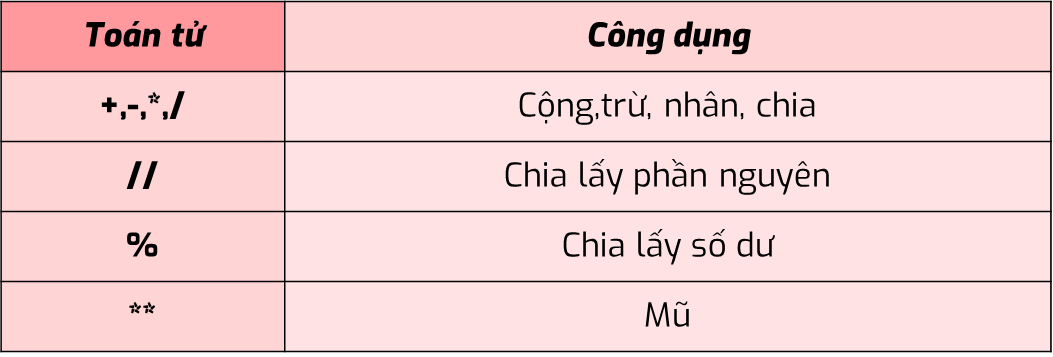 Toán tử Công dụng
+,-,*,/ Cộng,trừ, nhân, chia
// Chia lấy phần nguyên
% Chia lấy số dư
** Mũ